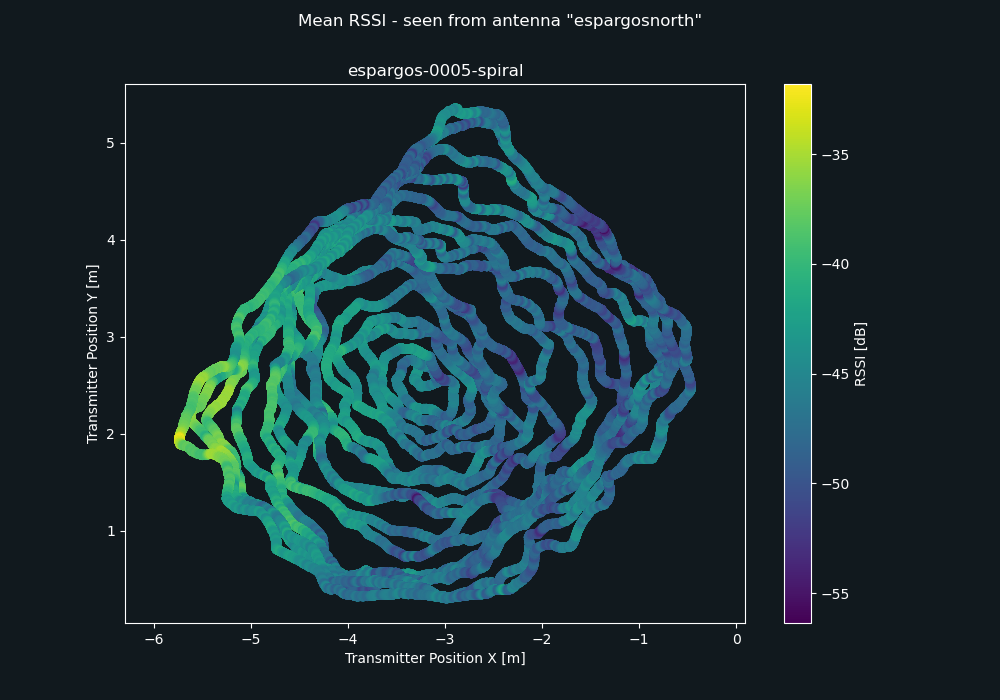 Mean RSSI - seen from antenna "espargosnorth"
espargos-0005-spiral
5
4
3
2
1
Transmitter Position Y [m]
−6 −5 −4 −3 −2 −1 0
Transmitter Position X [m]
−35
−40
−45
−50
−55
RSSI [dB]